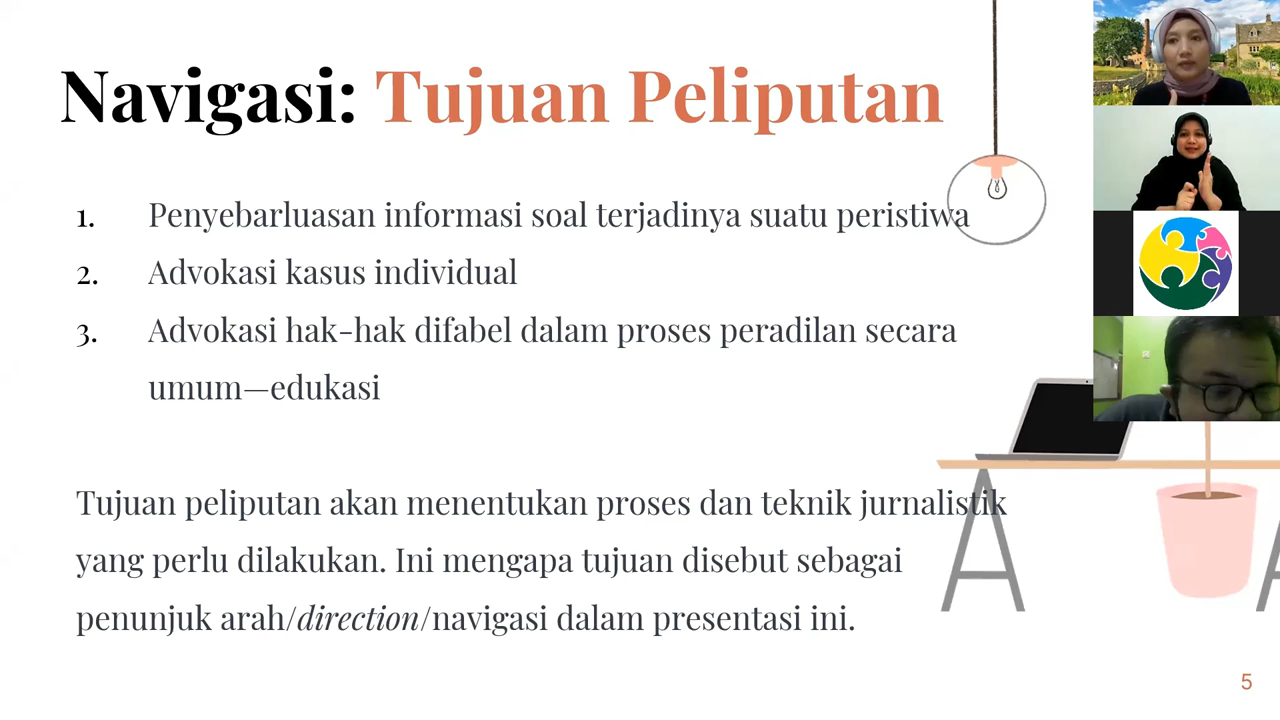 Navigasi: Tujuan Peliputan
1. Penyebarluasan informasi soal terjadinya suatu peristiwa
2. Advokasi kasus individual
3. Advokasi hak-hak difabel dalam proses peradilan secara
umum—edukasi
Tujuan peliputan akan menentukan proses dan teknik jurnalistik
yang perlu dilakukan. Ini mengapa tujuan disebut sebagai
penunjuk arah/direction/navigasi dalam presentasi ini.
5